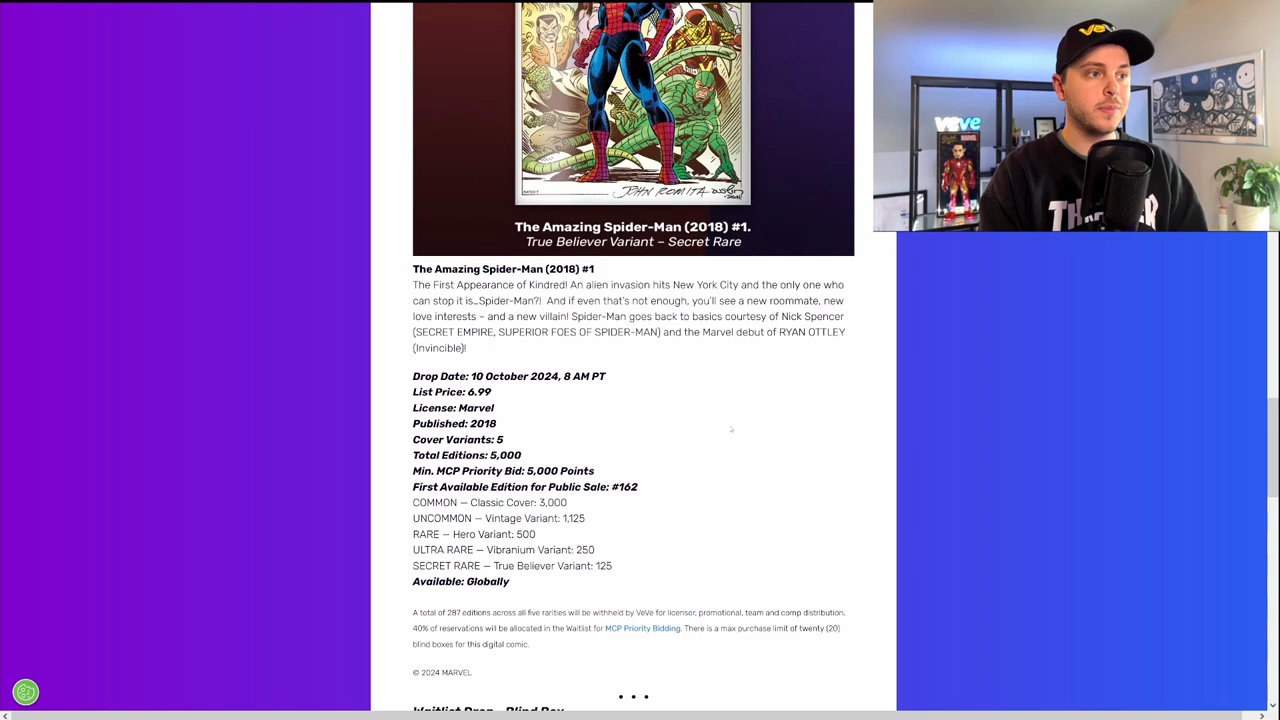 RATED T
JOHN ROMITA
The Amazing Spider-Man (2018) #1.
True Believer Variant – Secret Rare
VEVE
veve
MARVEL
The Amazing Spider-Man (2018) #1
The First Appearance of Kindred! An alien invasion hits New York City and the only one who
can stop it is…Spider-Man?! And if even that's not enough, you'll see a new roommate, new
love interests – and a new villain! Spider-Man goes back to basics courtesy of Nick Spencer
(SECRET EMPIRE, SUPERIOR FOES OF SPIDER-MAN) and the Marvel debut of RYAN OTTLEY
(Invincible)!
Drop Date: 10 October 2024, 8 AM PT
List Price: 6.99
License: Marvel
Published: 2018
Cover Variants: 5
Total Editions: 5,000
Min. MCP Priority Bid: 5,000 Points
First Available Edition for Public Sale: #162
COMMON — Classic Cover: 3,000
UNCOMMON — Vintage Variant: 1,125
RARE — Hero Variant: 500
ULTRA RARE — Vibranium Variant: 250
SECRET RARE — True Believer Variant: 125
Available: Globally
A total of 287 editions across all five rarities will be withheld by VeVe for licensor, promotional, team and comp distribution.
40% of reservations will be allocated in the Waitlist for MCP Priority Bidding. There is a max purchase limit of twenty (20)
blind boxes for this digital comic.
© 2024 MARVEL
• • •
Waitlist Drop – Blind Box